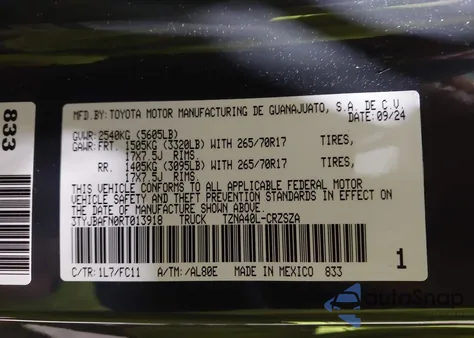 833
MFD.BY: TOYOTA MOTOR MANUFACTURING DE GUANAJUATO, S.A. DE C.V.
DATE: 09/24
GVWR: 2540KG (5605LB)
GAWR: FRT. 1505KG (3320LB) WITH 265/70R17 TIRES,
17X7.5J RIMS.
RR. 1405KG (3095LB) WITH 265/70R17 TIRES,
17X7.5J RIMS.
THIS VEHICLE CONFORMS TO ALL APPLICABLE FEDERAL MOTOR
VEHICLE SAFETY AND THEFT PREVENTION STANDARDS IN EFFECT ON
THE DATE OF MANUFACTURE SHOWN ABOVE.
3TYJBAFN0RT013918 TRUCK TZNA40L-CRZSZA
C/TR: 1L7/FC11 A/TM: /AL80E MADE IN MEXICO 833
1
autoSnap